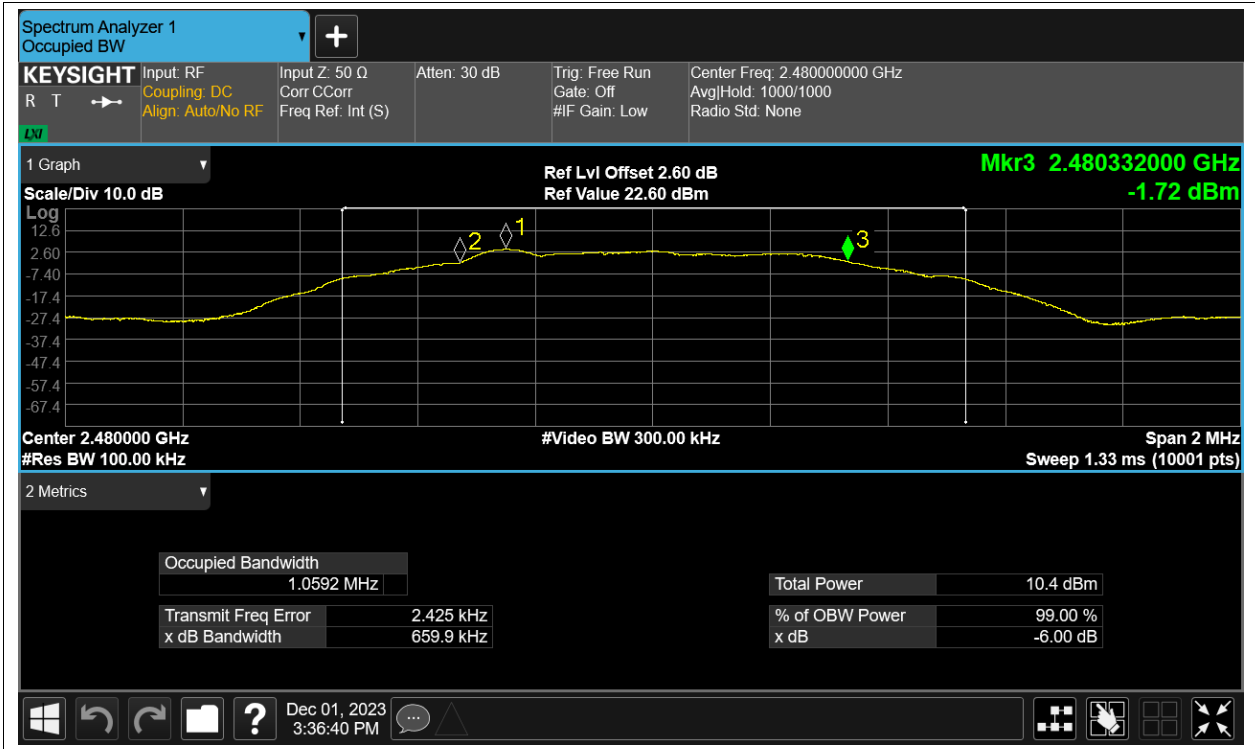 Spectrum Analyzer 1
Occupied BW
KEYSIGHT
R T
LXI
Input: RF
Coupling: DC
Align: Auto/No RF
Input Z: 50 Ω
Corr CCorr
Freq Ref: Int (S)
Atten: 30 dB
Trig: Free Run
Gate: Off
#IF Gain: Low
Center Freq: 2.480000000 GHz
Avg|Hold: 1000/1000
Radio Std: None
1 Graph
Scale/Div 10.0 dB
Ref Lvl Offset 2.60 dB
Ref Value 22.60 dBm
Mkr3 2.480332000 GHz
-1.72 dBm
Log
12.6
2.60
-7.40
-17.4
-27.4
-37.4
-47.4
-57.4
-67.4
2
1
3
Center 2.480000 GHz
#Res BW 100.00 kHz
#Video BW 300.00 kHz
Span 2 MHz
Sweep 1.33 ms (10001 pts)
2 Metrics
Occupied Bandwidth
1.0592 MHz
Transmit Freq Error 2.425 kHz
x dB Bandwidth 659.9 kHz
Total Power 10.4 dBm
% of OBW Power 99.00 %
x dB -6.00 dB
?
Dec 01, 2023
3:36:40 PM